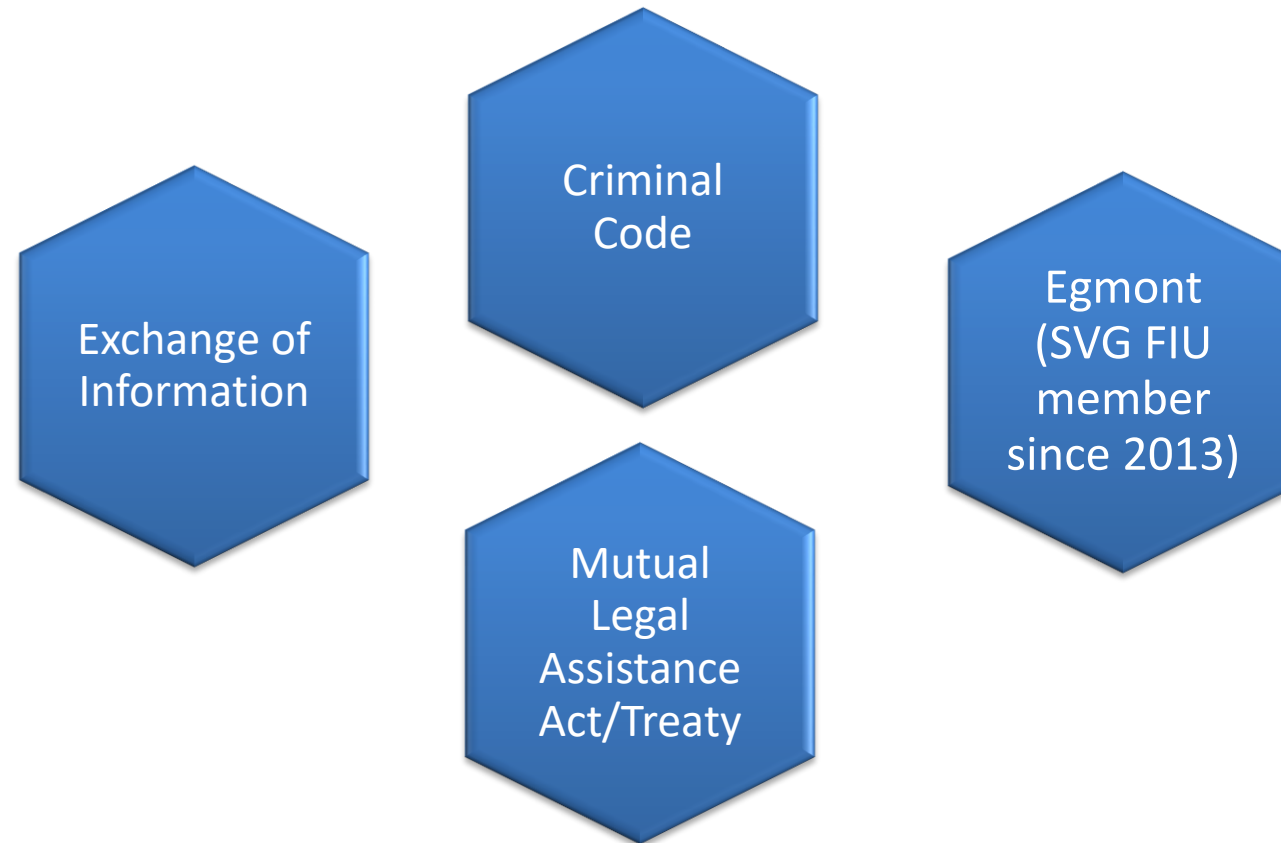 Exchange of
Information
Criminal
Code
Mutual
Legal
Assistance
Act/Treaty
Egmont
(SVG FIU
member
since 2013)